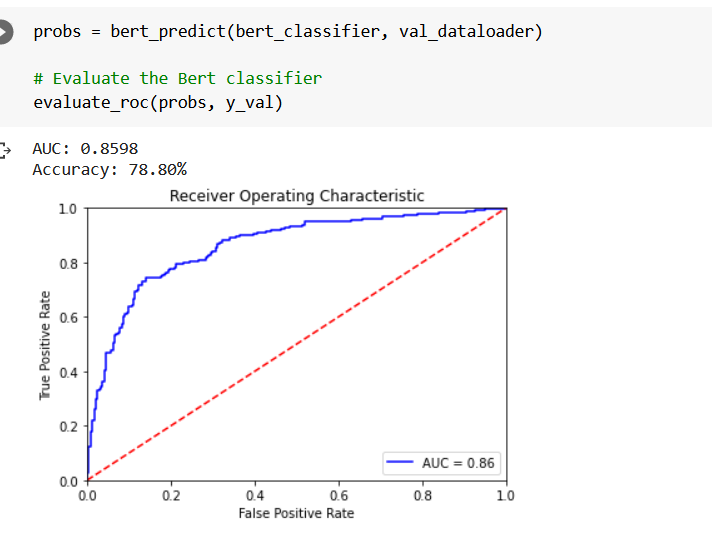 probs = bert_predict(bert_classifier, val_dataloader)
# Evaluate the Bert classifier
evaluate_roc(probs, y_val)
AUC: 0.8598
Accuracy: 78.80%
Receiver Operating Characteristic
1.0
0.8
0.6
0.4
0.2
0.0
True Positive Rate
AUC = 0.86
0.0 0.2 0.4 0.6 0.8 1.0
False Positive Rate